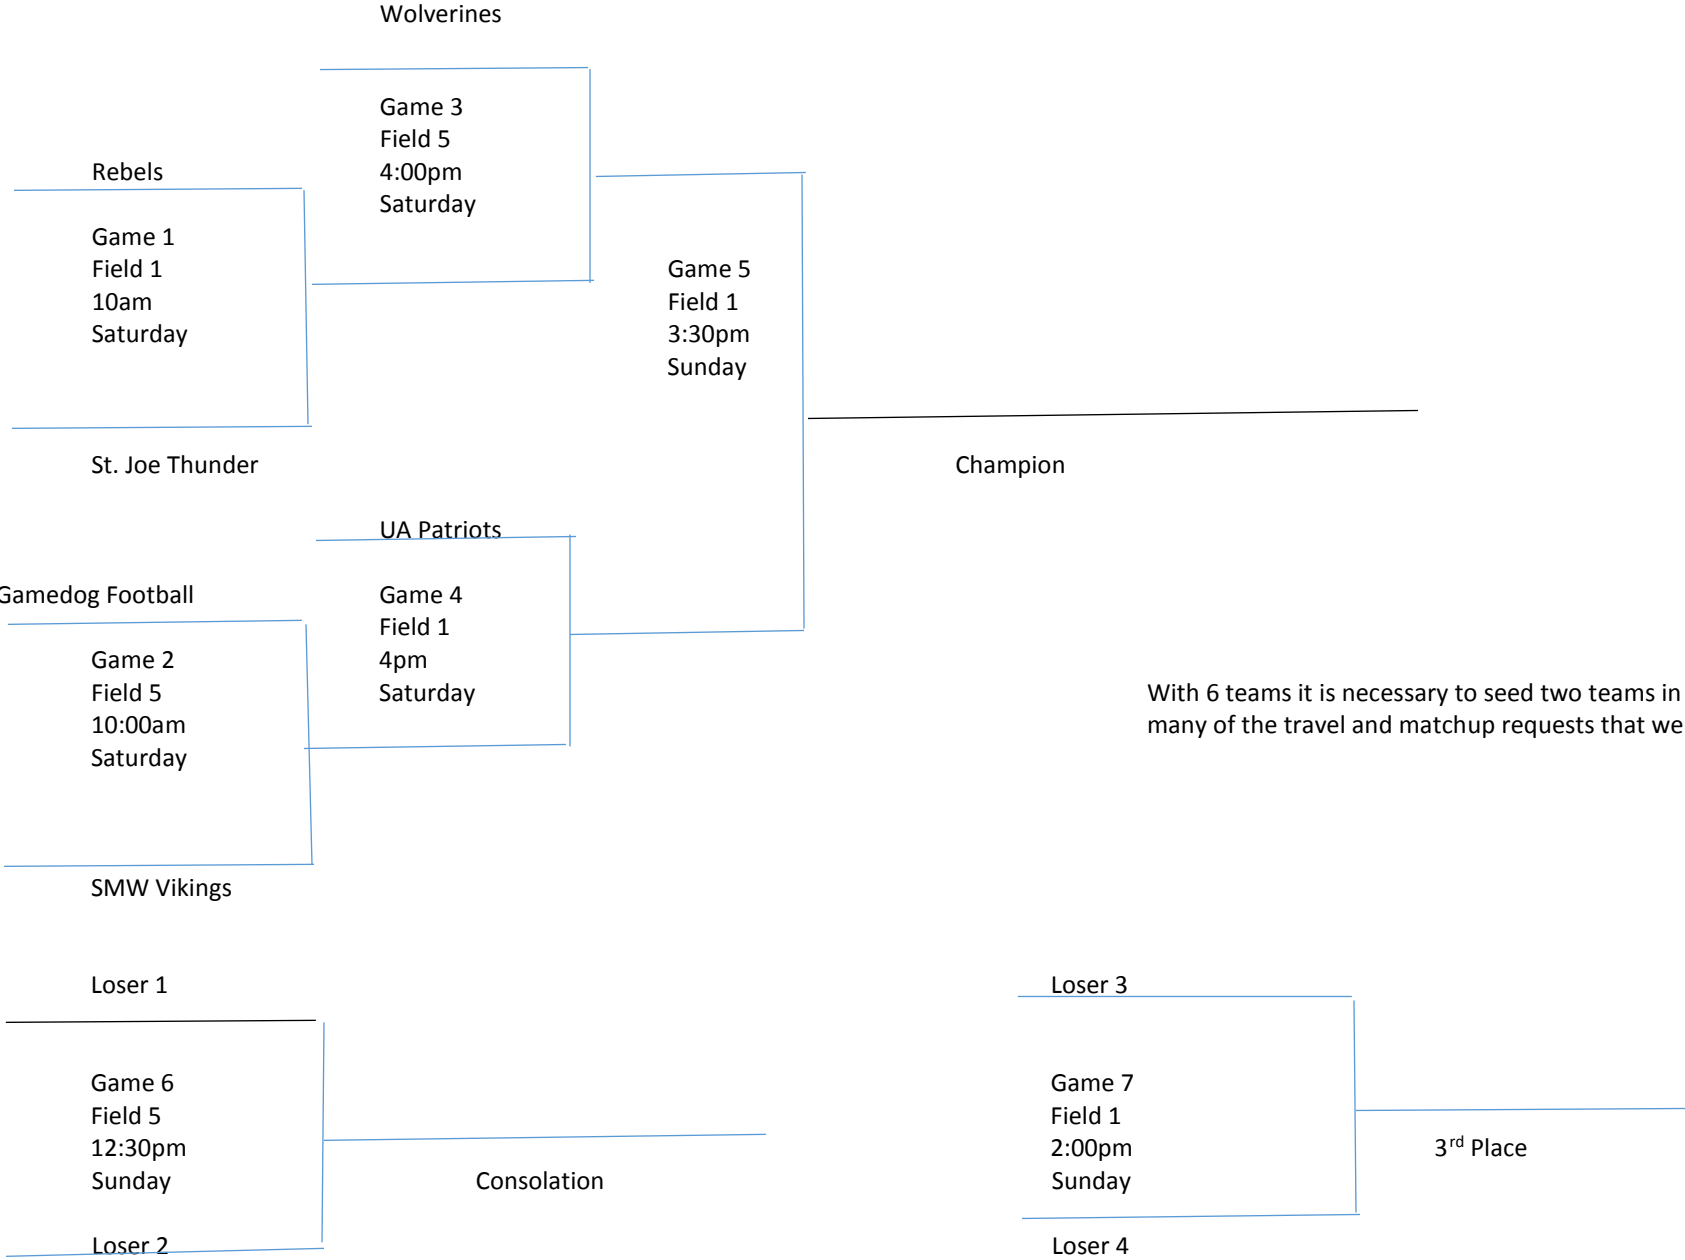 Wolverines
Game 3
Field 5
4:00pm
Saturday
Rebels
Game 1
Field 1
10am
Saturday
St. Joe Thunder
Game 5
Field 1
3:30pm
Sunday
Champion
UA Patriots
Gamedog Football
Game 4
Field 1
4pm
Saturday
Game 2
Field 5
10:00am
Saturday
SMW Vikings
With 6 teams it is necessary to seed two teams in
many of the travel and matchup requests that we
Loser 1
Game 6
Field 5
12:30pm
Sunday
Loser 2
Consolation
Loser 3
Game 7
Field 1
2:00pm
Sunday
Loser 4
3rd Place